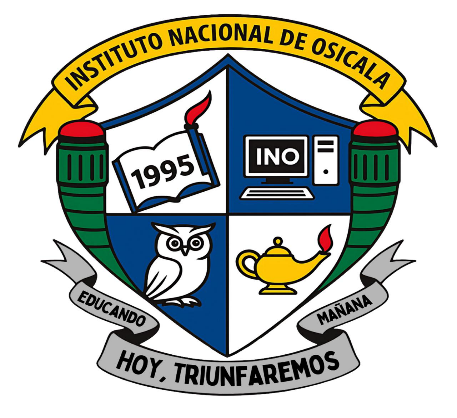 INSTITUTO NACIONAL DE OSICALA
1995
INO
EDUCANDO
HOY, TRIUNFAREMOS
MAÑANA